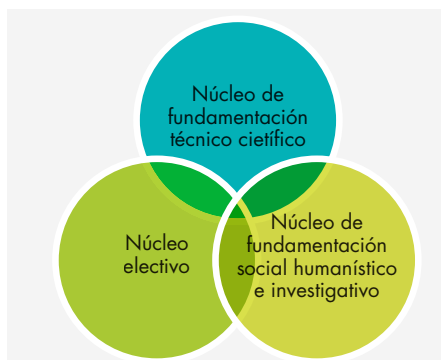 Núcleo de
fundamentación
técnico cietífico
Núcleo
electivo
Núcleo de
fundamentación
social humanístico
e investigativo